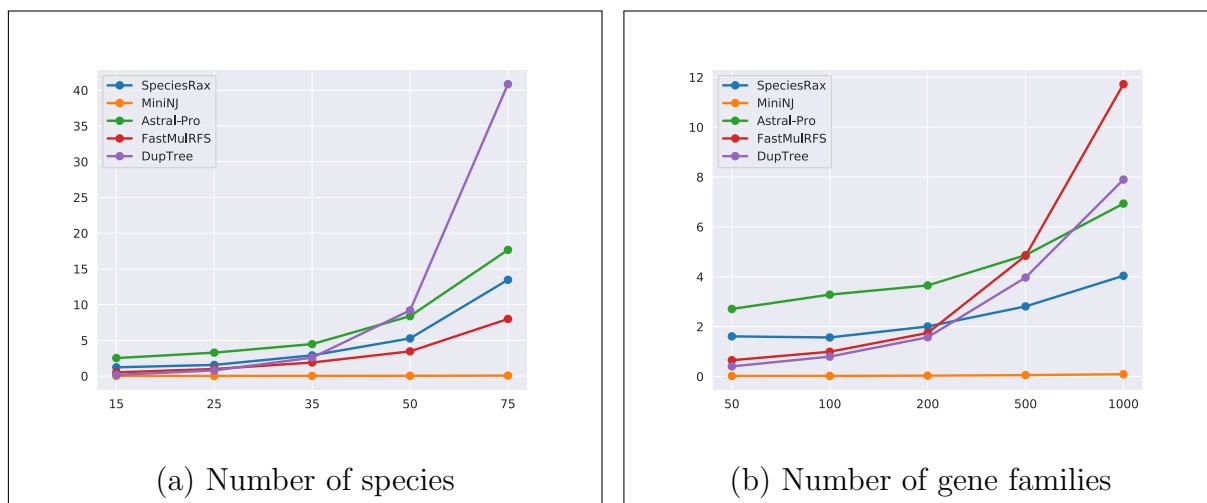 SpeciesRax
MiniNJ
Astral-Pro
FastMulRFS
DupTree
40
35
30
25
20
15
10
5
0
15 25 35 50 75
(a) Number of species
SpeciesRax
MiniNJ
Astral-Pro
FastMulRFS
DupTree
12
10
8
6
4
2
0
50 100 200 500 1000
(b) Number of gene families